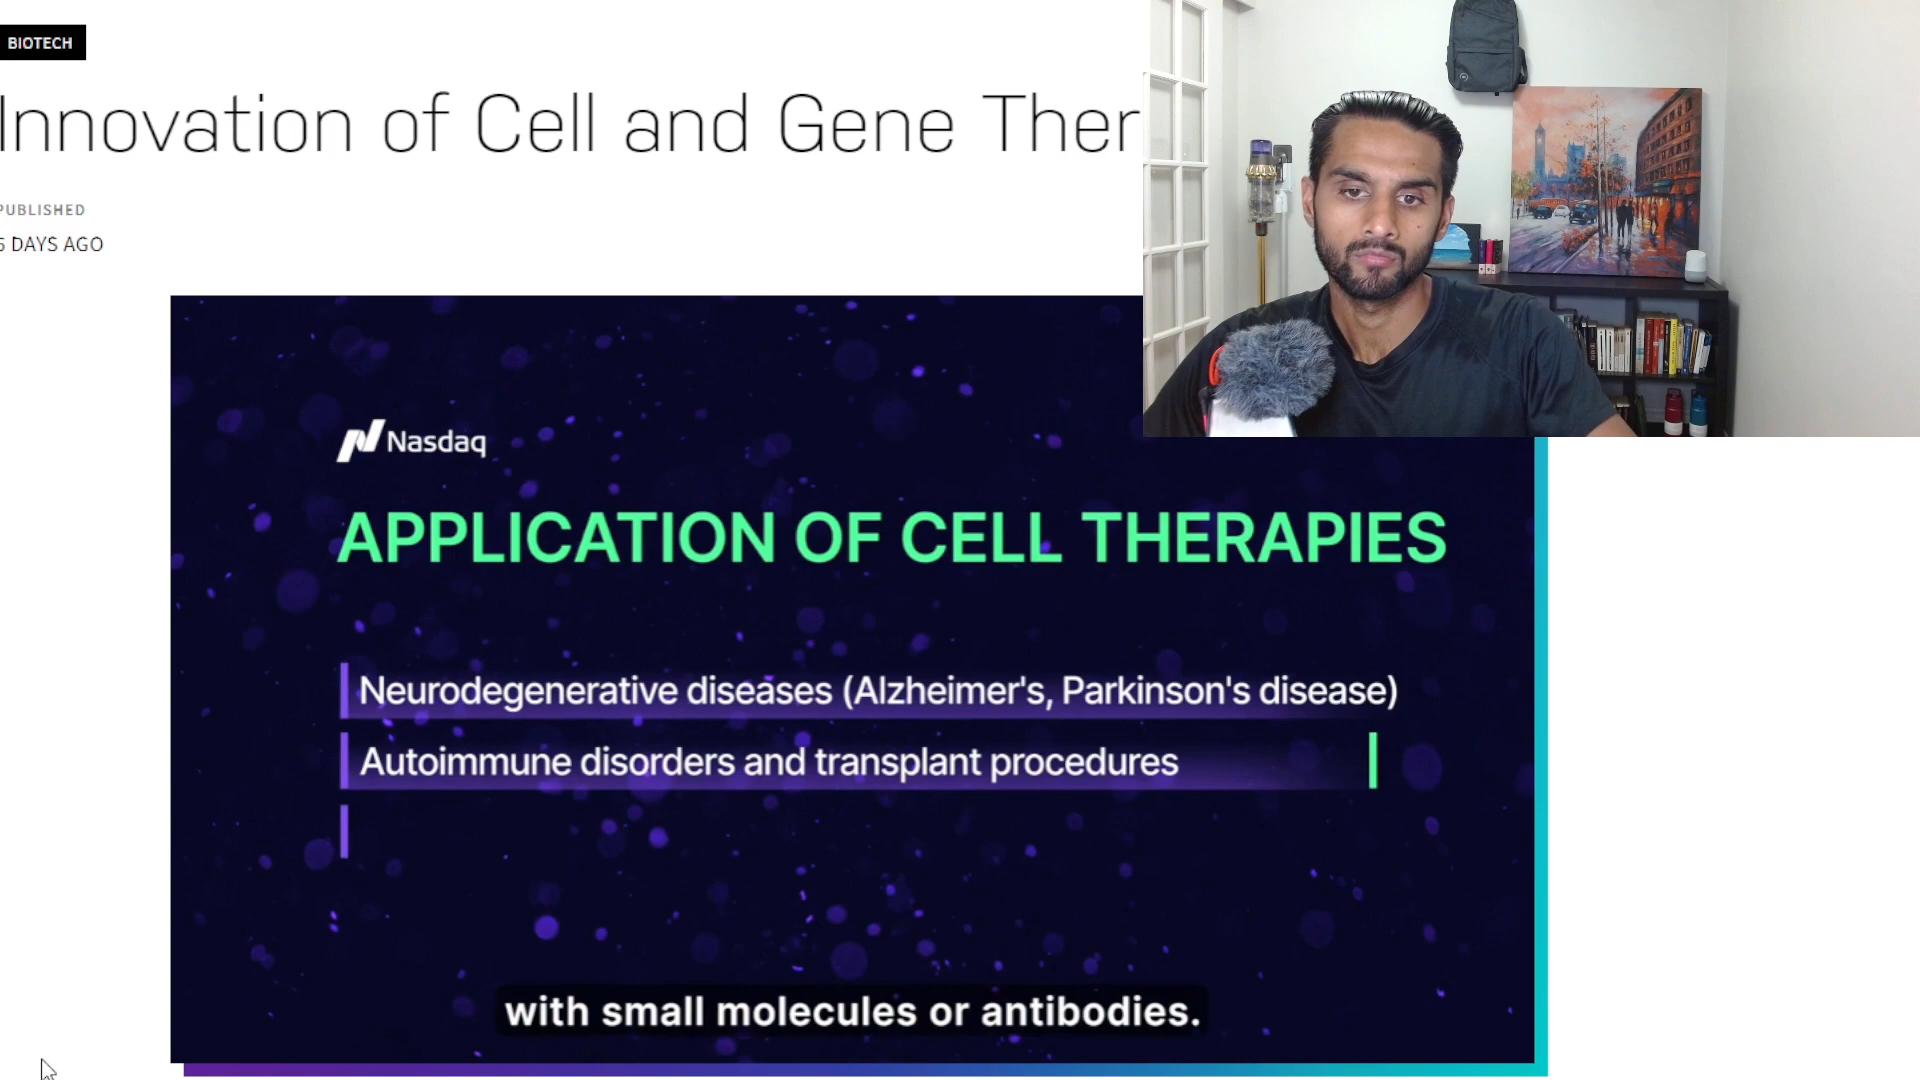 BIOTECH
Innovation of Cell and Gene Ther
PUBLISHED
5 DAYS AGO
Nasdaq
APPLICATION OF CELL THERAPIES
Neurodegenerative diseases (Alzheimer's, Parkinson's disease)
Autoimmune disorders and transplant procedures
with small molecules or antibodies.